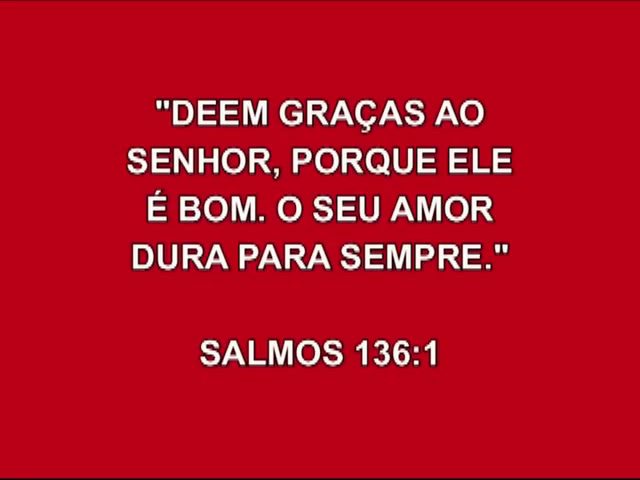 "DEEM GRAÇAS AO
SENHOR, PORQUE ELE
É BOM. O SEU AMOR
DURA PARA SEMPRE."
SALMOS 136:1